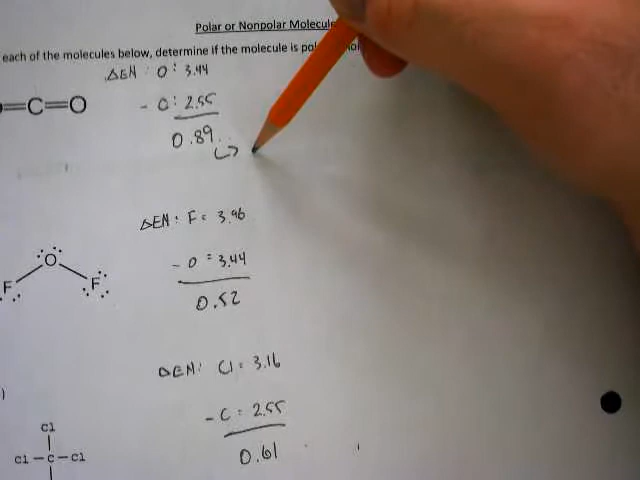 Polar or Nonpolar Molecule
each of the molecules below, determine if the molecule is
ΔEN : O : 3.44
=C=O
- C : 2.55
0.89
ΔEN : F = 3.96
O
F
F
- O = 3.44
0.52
ΔEN : Cl = 3.16
)
- C = 2.55
Cl
Cl-C-Cl
0.61